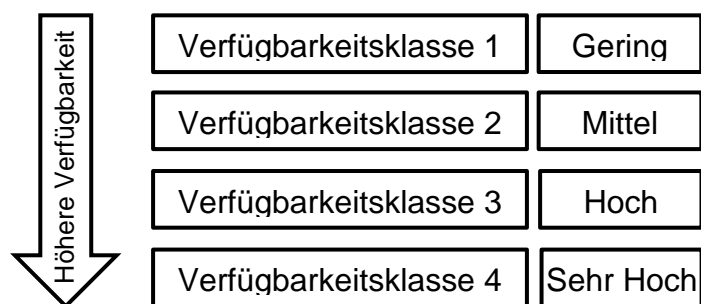 Höhere Verfügbarkeit
Verfügbarkeitsklasse 1 Gering
Verfügbarkeitsklasse 2 Mittel
Verfügbarkeitsklasse 3 Hoch
Verfügbarkeitsklasse 4 Sehr Hoch